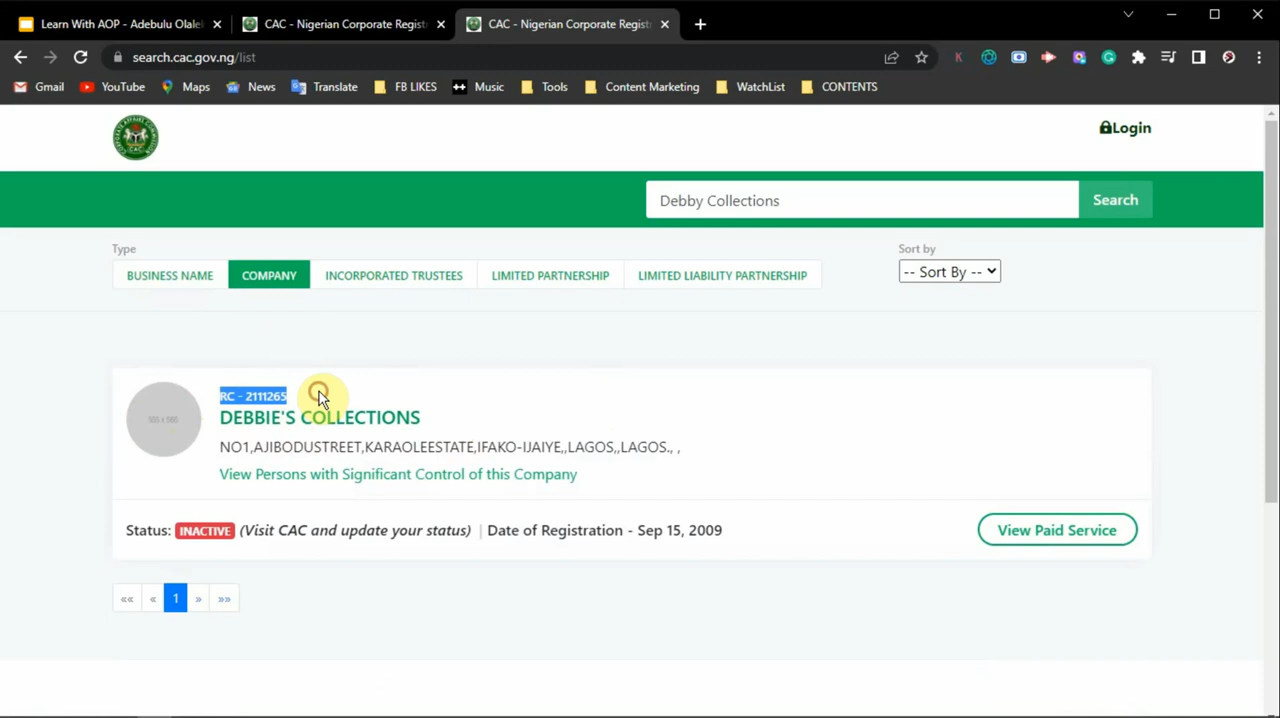 Learn With AOP - Adebulu Olalek
CAC - Nigerian Corporate Registr
CAC - Nigerian Corporate Registr
search.cac.gov.ng/list
Gmail YouTube Maps News Translate FB LIKES Music Tools Content Marketing WatchList CONTENTS
Login
Debby Collections
Search
Type
Sort by
BUSINESS NAME COMPANY INCORPORATED TRUSTEES LIMITED PARTNERSHIP LIMITED LIABILITY PARTNERSHIP
-- Sort By --
RC - 2111265
DEBBIE'S COLLECTIONS
NO1,AJIBODUSTREET,KARAOLEESTATE,IFAKO-IJAIYE,,LAGOS,,LAGOS., ,
View Persons with Significant Control of this Company
Status: INACTIVE (Visit CAC and update your status) | Date of Registration - Sep 15, 2009
View Paid Service
«« « 1 » »»